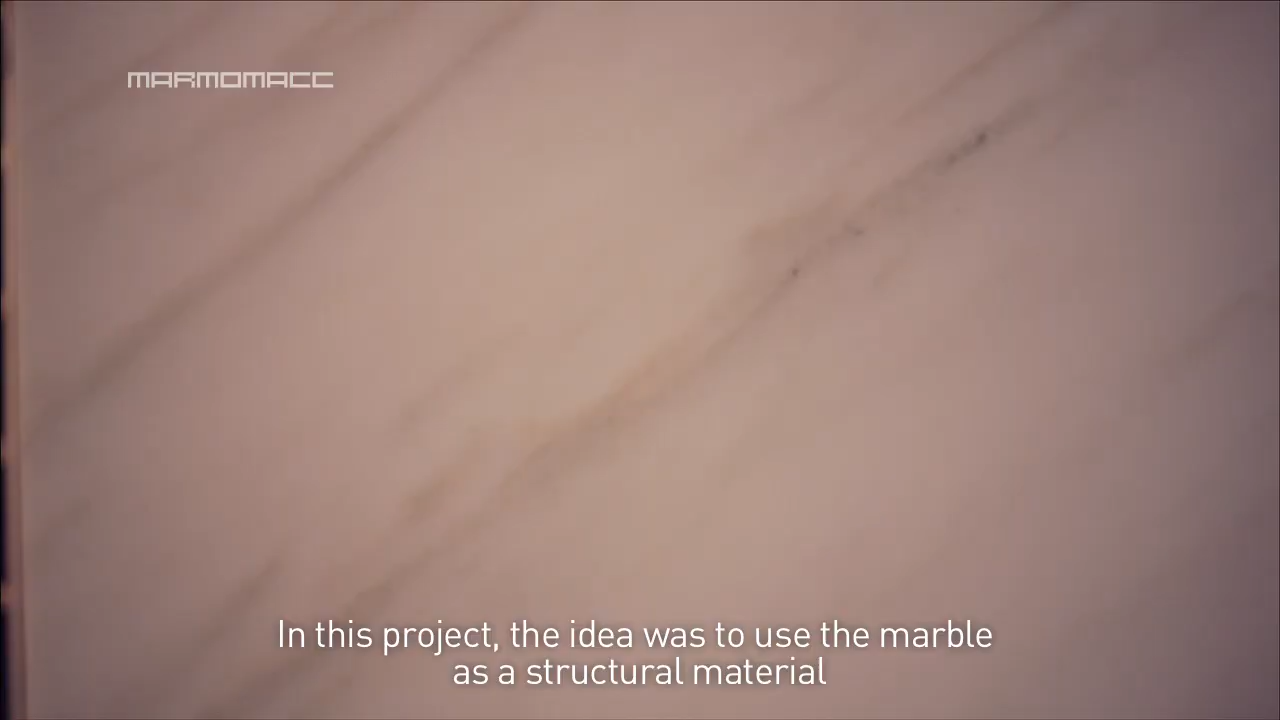 MARMOMACC
In this project, the idea was to use the marble
as a structural material